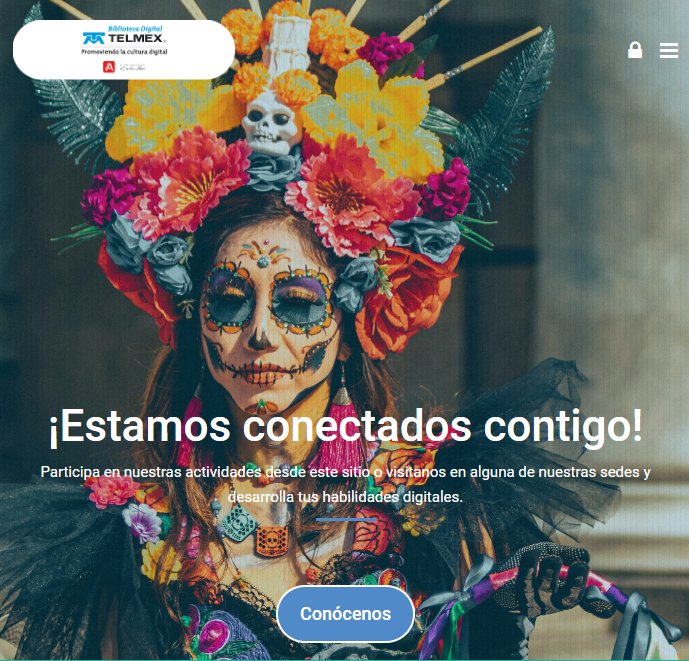 Biblioteca Digital
TELMEX
Promoviendo la cultura digital
¡Estamos conectados contigo!
Participa en nuestras actividades desde este sitio o visítanos en alguna de nuestras sedes y
desarrolla tus habilidades digitales.
Conócenos